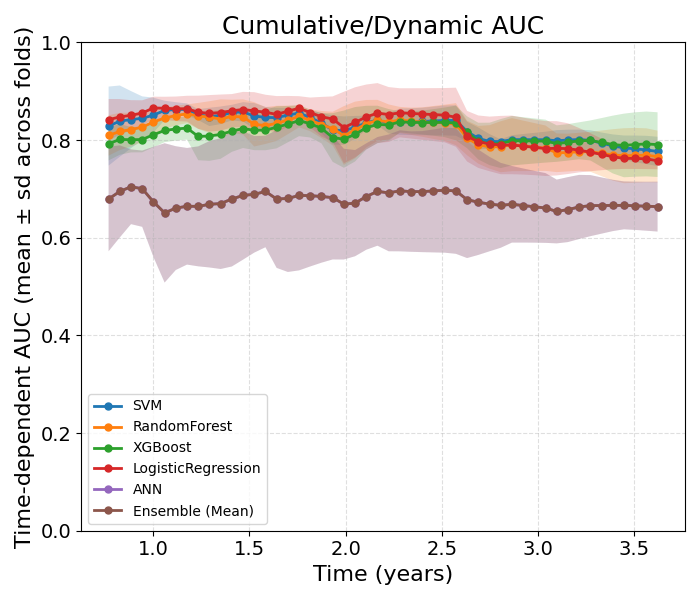 Cumulative/Dynamic AUC
Time-dependent AUC (mean ± sd across folds)
1.0
0.8
0.6
0.4
0.2
0.0
SVM
RandomForest
XGBoost
LogisticRegression
ANN
Ensemble (Mean)
1.0 1.5 2.0 2.5 3.0 3.5
Time (years)